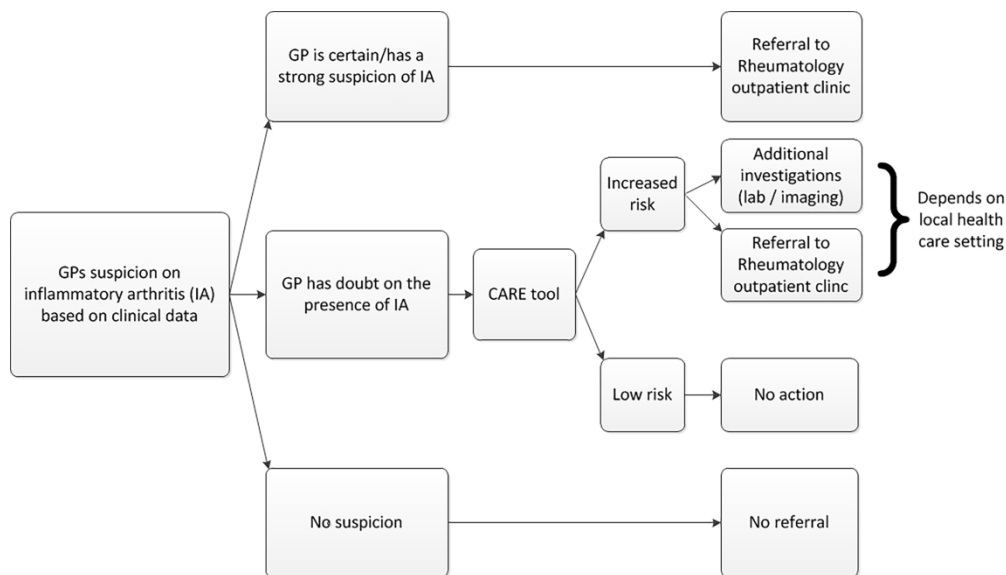 GPs suspicion on
inflammatory arthritis (IA)
based on clinical data
GP is certain/has a
strong suspicion of IA
Referral to
Rheumatology
outpatient clinic
GP has doubt on the
presence of IA
CARE tool
Increased
risk
Additional
investigations
(lab / imaging)
Referral to
Rheumatology
outpatient clinc
Depends on
local health
care setting
Low risk
No action
No suspicion
No referral